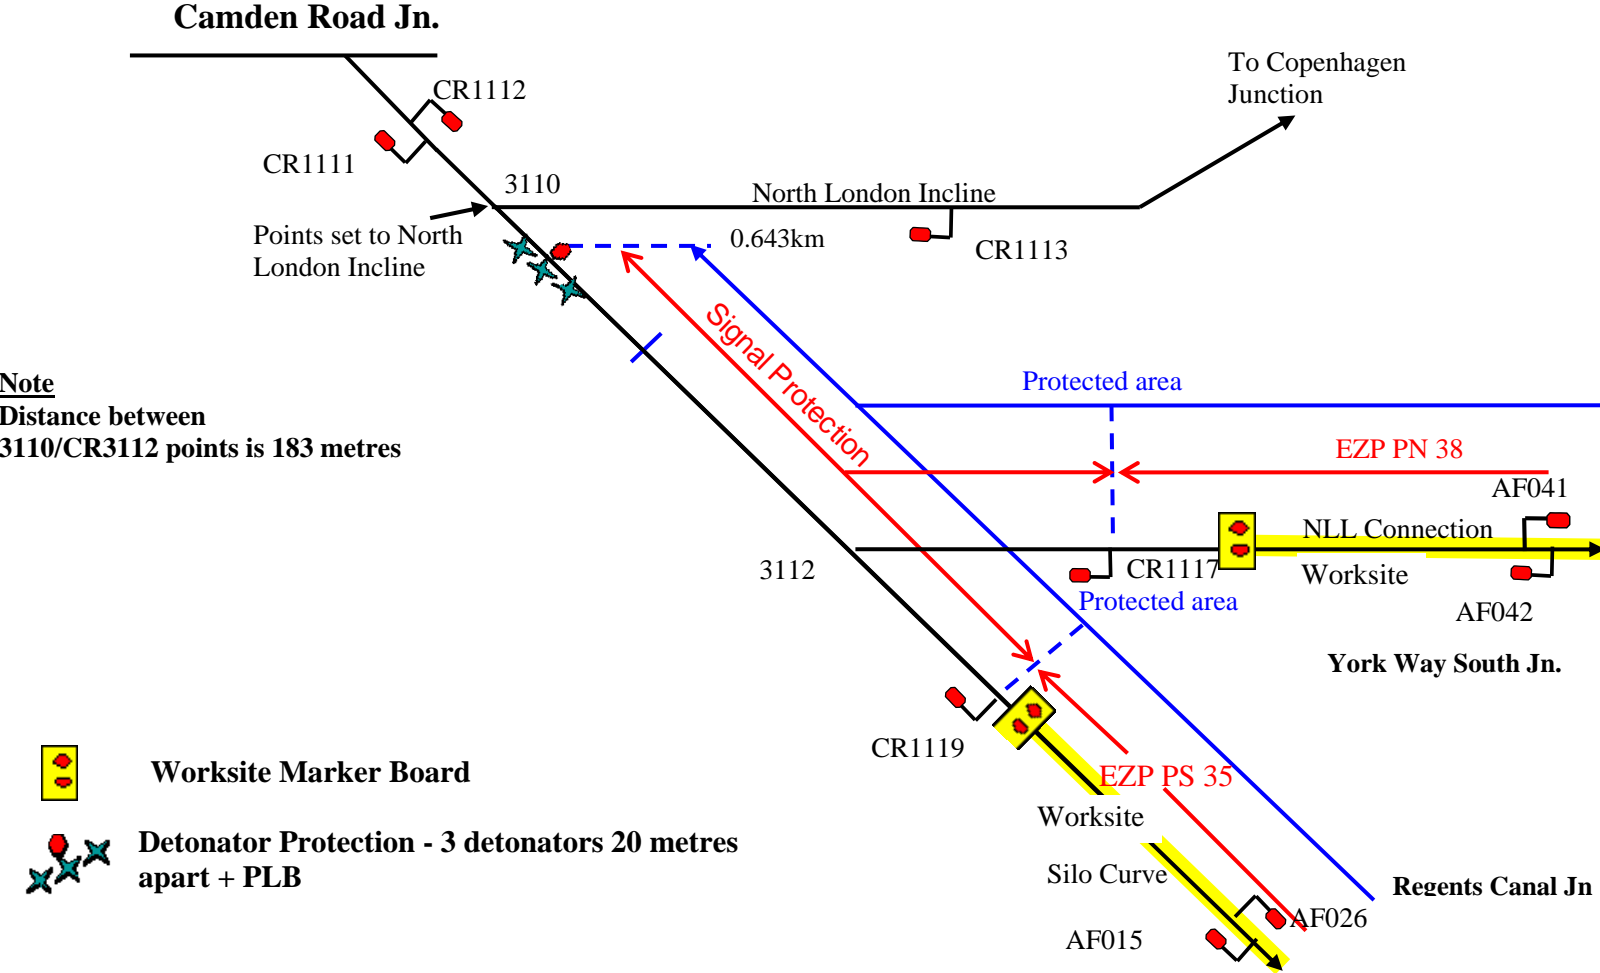 Camden Road Jn.
CR1112
To Copenhagen
Junction
CR1111
3110
North London Incline
Points set to North
London Incline
0.643km
CR1113
Signal Protection
Note
Distance between
3110/CR3112 points is 183 metres
Protected area
EZP PN 38
AF041
NLL Connection
3112
CR1117
Worksite
Protected area
AF042
York Way South Jn.
CR1119
EZP PS 35
Worksite Marker Board
Worksite
Detonator Protection - 3 detonators 20 metres
apart + PLB
Silo Curve
Regents Canal Jn
AF026
AF015